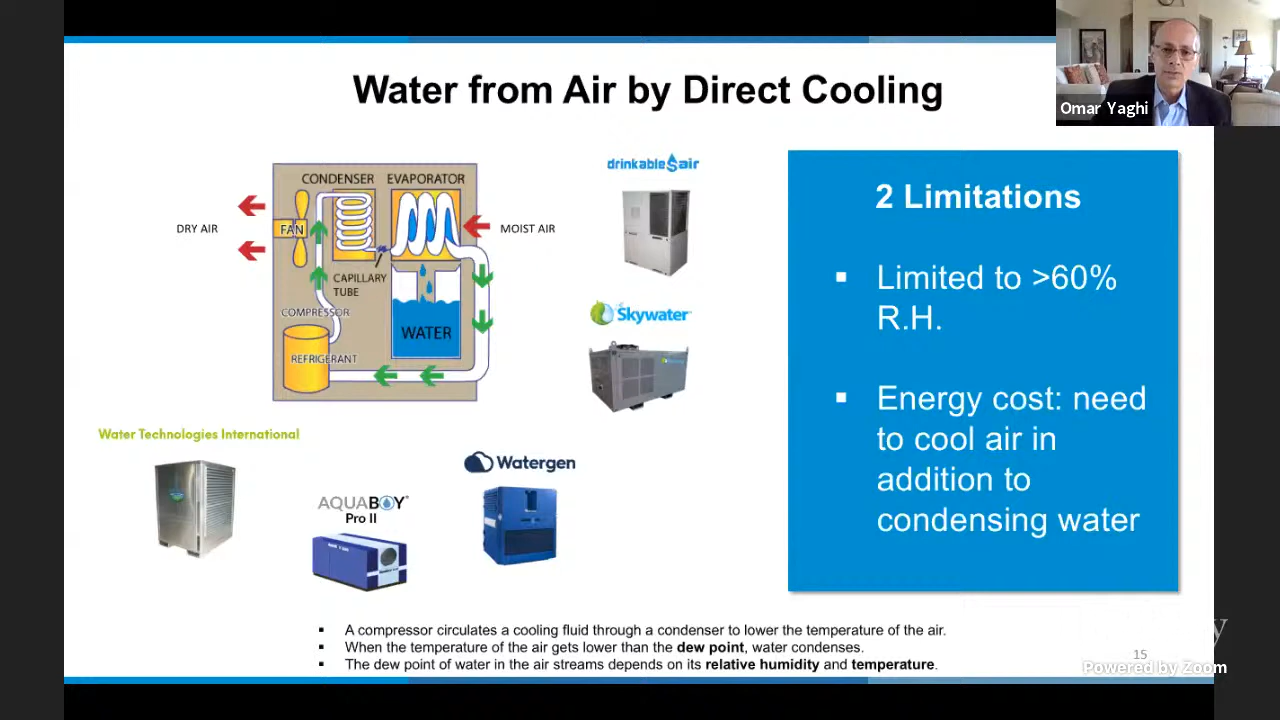 Water from Air by Direct Cooling
Omar Yaghi
CONDENSER EVAPORATOR
DRY AIR
FAN
MOIST AIR
CAPILLARY
TUBE
COMPRESSOR
WATER
REFRIGERANT
drinkable air
Skywater
Water Technologies International
AQUABOY
Pro II
Watergen
2 Limitations
▪ Limited to >60%
R.H.
▪ Energy cost: need
to cool air in
addition to
condensing water
▪ A compressor circulates a cooling fluid through a condenser to lower the temperature of the air.
▪ When the temperature of the air gets lower than the dew point, water condenses.
▪ The dew point of water in the air streams depends on its relative humidity and temperature.
15
Powered by Zoom